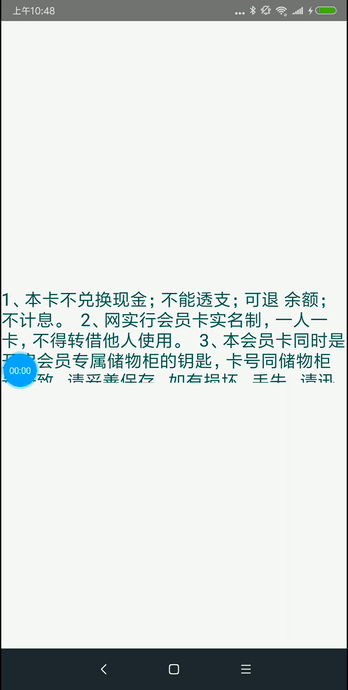 上午10:48
1、本卡不兑换现金；不能透支；可退 余额；
不计息。 2、网实行会员卡实名制，一人一
卡，不得转借他人使用。 3、本会员卡同时是
会员专属储物柜的钥匙，卡号同储物柜
00:00
致，请妥善保存，如有损坏、丢失，请迅